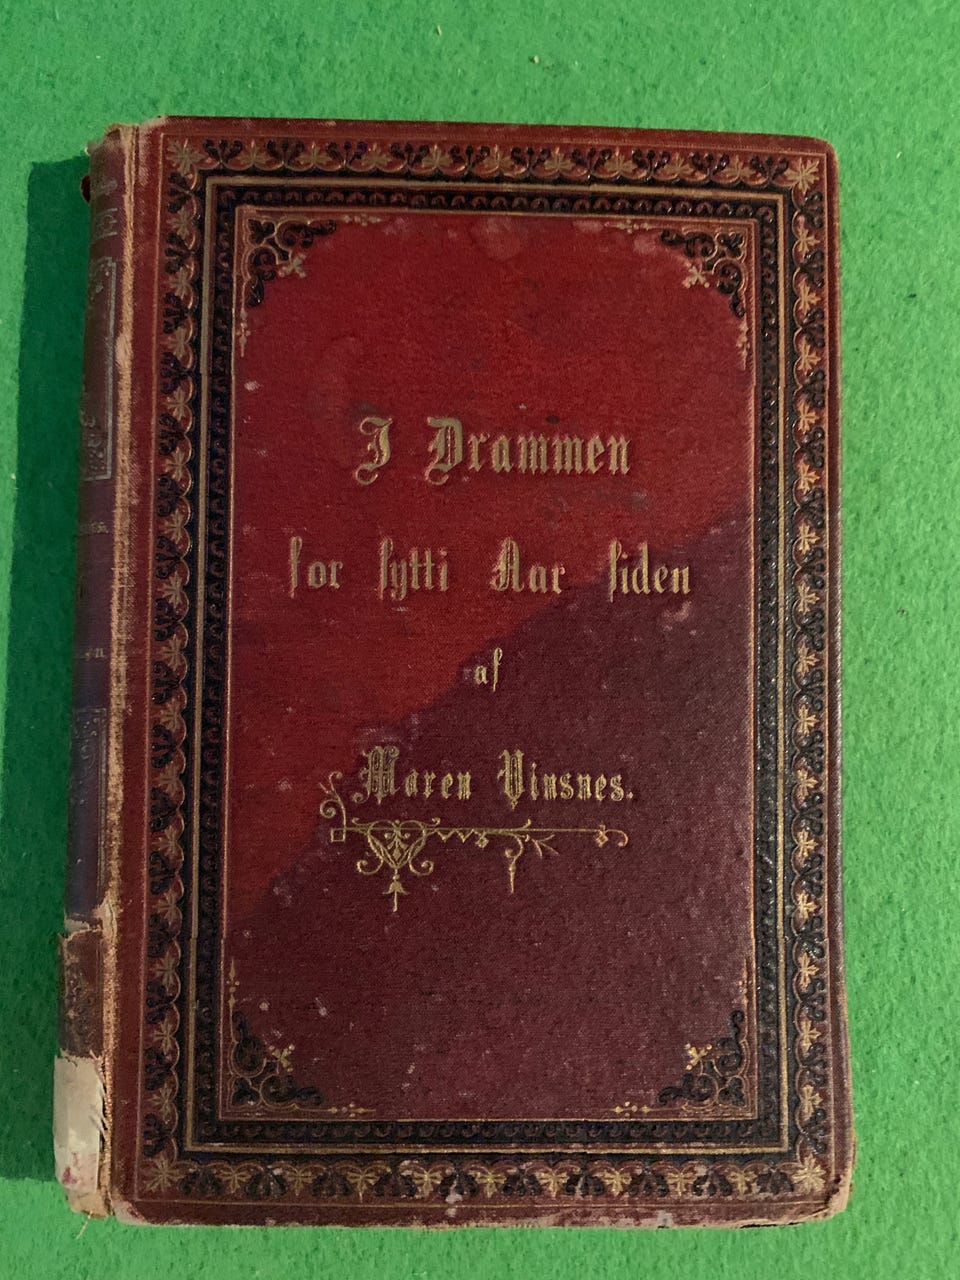 I Drammen
for sytti Aar siden
af
Maren Vinsnes.